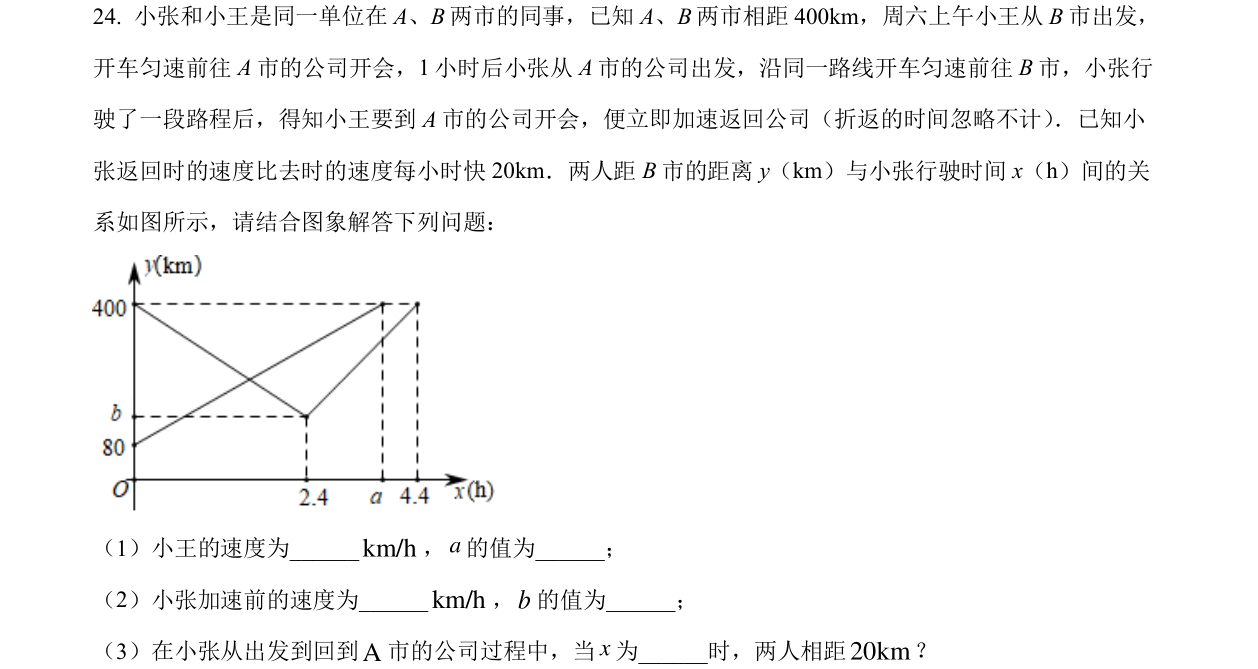 24. 小张和小王是同一单位在 A、B 两市的同事，已知 A、B 两市相距 400km，周六上午小王从 B 市出发，
开车匀速前往 A 市的公司开会，1 小时后小张从 A 市的公司出发，沿同一路线开车匀速前往 B 市，小张行
驶了一段路程后，得知小王要到 A 市的公司开会，便立即加速返回公司（折返的时间忽略不计）．已知小
张返回时的速度比去时的速度每小时快 20km．两人距 B 市的距离 y（km）与小张行驶时间 x（h）间的关
系如图所示，请结合图象解答下列问题：
y(km)
400
b
80
O
2.4 a 4.4 x(h)
（1）小王的速度为______km/h，a 的值为______；
（2）小张加速前的速度为______km/h，b 的值为______；
（3）在小张从出发到回到 A 市的公司过程中，当 x 为______时，两人相距 20km？